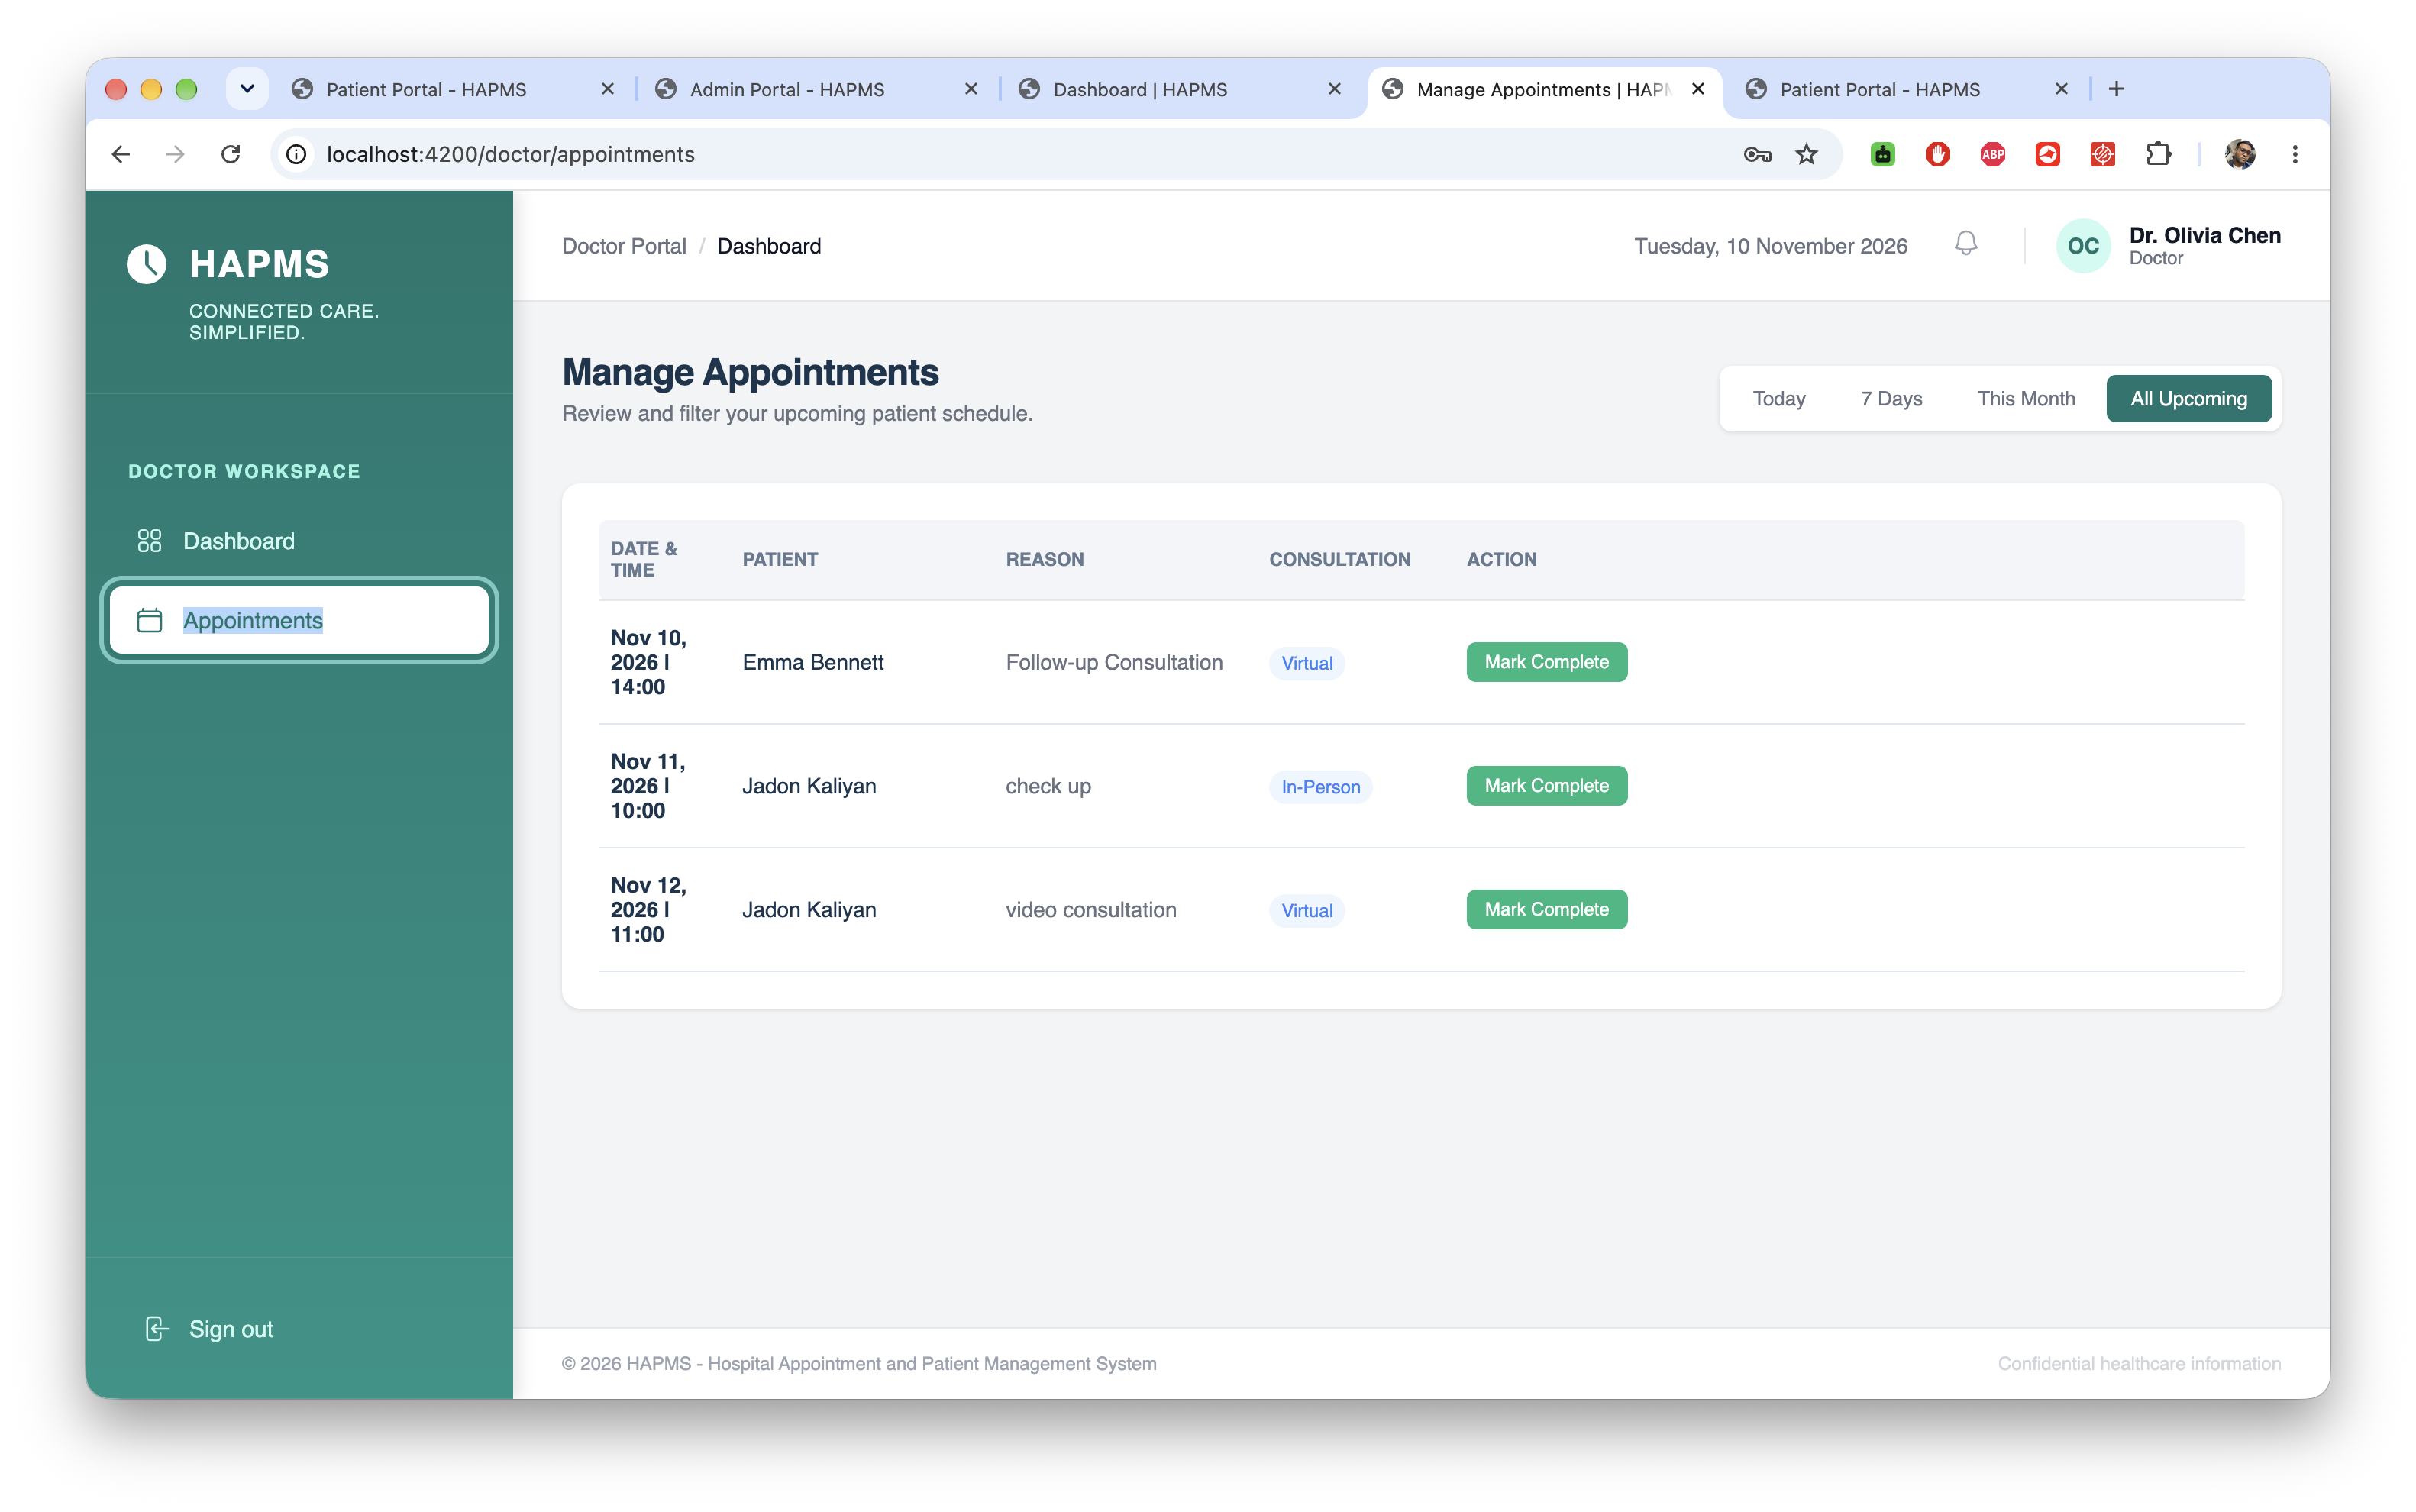 Patient Portal - HAPMS
Admin Portal - HAPMS
Dashboard | HAPMS
Manage Appointments | HAPM
Patient Portal - HAPMS
localhost:4200/doctor/appointments
ABP
HAPMS
CONNECTED CARE.
SIMPLIFIED.
DOCTOR WORKSPACE
Dashboard
Appointments
Sign out
Doctor Portal / Dashboard
Tuesday, 10 November 2026
OC
Dr. Olivia Chen
Doctor
Manage Appointments
Review and filter your upcoming patient schedule.
Today
7 Days
This Month
All Upcoming
DATE &
TIME
PATIENT
REASON
CONSULTATION
ACTION
Nov 10,
2026 |
14:00
Emma Bennett
Follow-up Consultation
Virtual
Mark Complete
Nov 11,
2026 |
10:00
Jadon Kaliyan
check up
In-Person
Mark Complete
Nov 12,
2026 |
11:00
Jadon Kaliyan
video consultation
Virtual
Mark Complete
© 2026 HAPMS - Hospital Appointment and Patient Management System
Confidential healthcare information